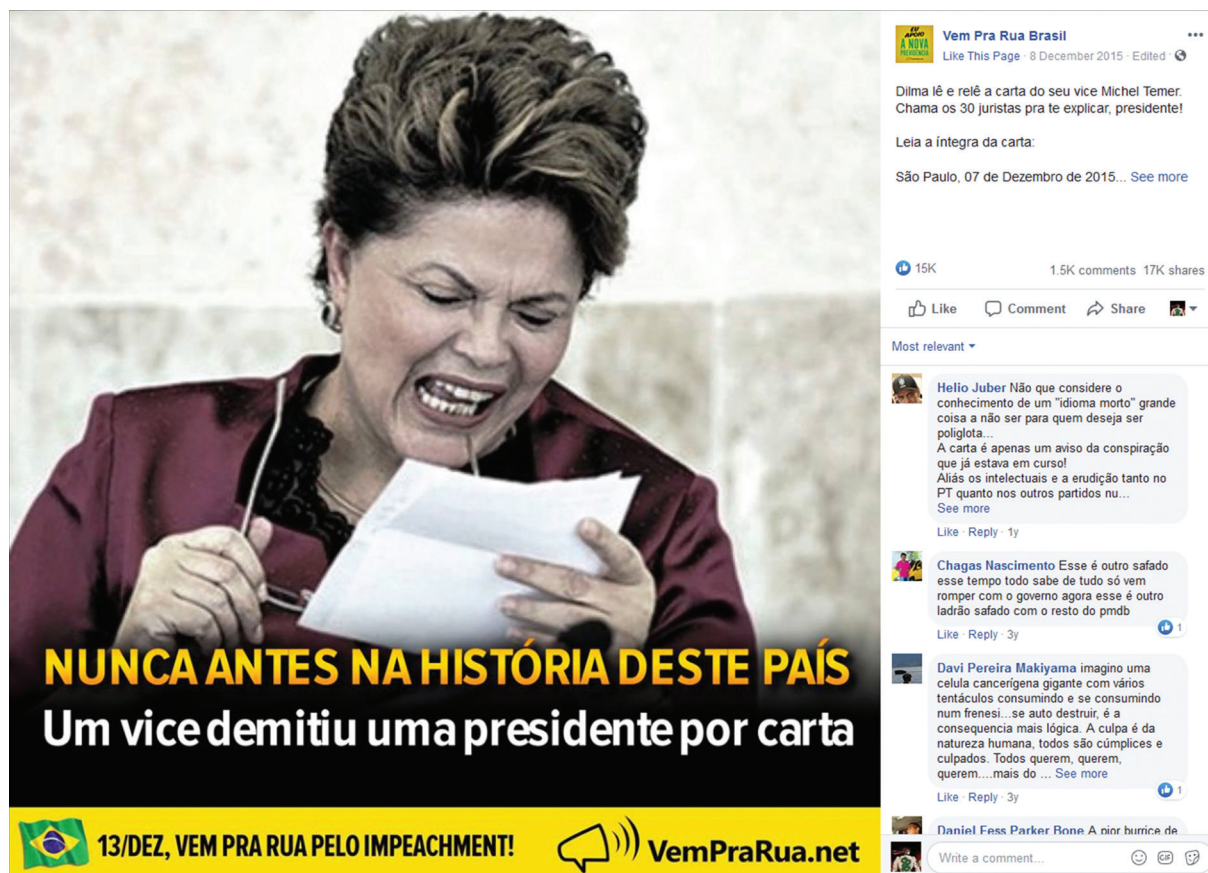 NUNCA ANTES NA HISTÓRIA DESTE PAÍS
Um vice demitiu uma presidente por carta
13/DEZ, VEM PRA RUA PELO IMPEACHMENT!
VemPraRua.net
EU
APOIO
A NOVA
PREVIDÊNCIA
Vem Pra Rua Brasil
Like This Page · 8 December 2015 · Edited ·
Dilma lê e relê a carta do seu vice Michel Temer.
Chama os 30 juristas pra te explicar, presidente!
Leia a íntegra da carta:
São Paulo, 07 de Dezembro de 2015... See more
15K
1.5K comments 17K shares
Like Comment Share
Most relevant
Helio Juber Não que considere o
conhecimento de um "idioma morto" grande
coisa a não ser para quem deseja ser
poliglota...
A carta é apenas um aviso da conspiração
que já estava em curso!
Aliás os intelectuais e a erudição tanto no
PT quanto nos outros partidos nu...
See more
Like · Reply · 1y
Chagas Nascimento Esse é outro safado
esse tempo todo sabe de tudo só vem
romper com o governo agora esse é outro
ladrão safado com o resto do pmdb
1
Like · Reply · 3y
Davi Pereira Makiyama imagino uma
celula cancerígena gigante com vários
tentáculos consumindo e se consumindo
num frenesi...se auto destruir, é a
consequencia mais lógica. A culpa é da
natureza humana, todos são cúmplices e
culpados. Todos querem, querem,
querem....mais do ... See more
1
Like · Reply · 3y
Daniel Fess Parker Bone A pior burrice de
Write a comment...
GIF